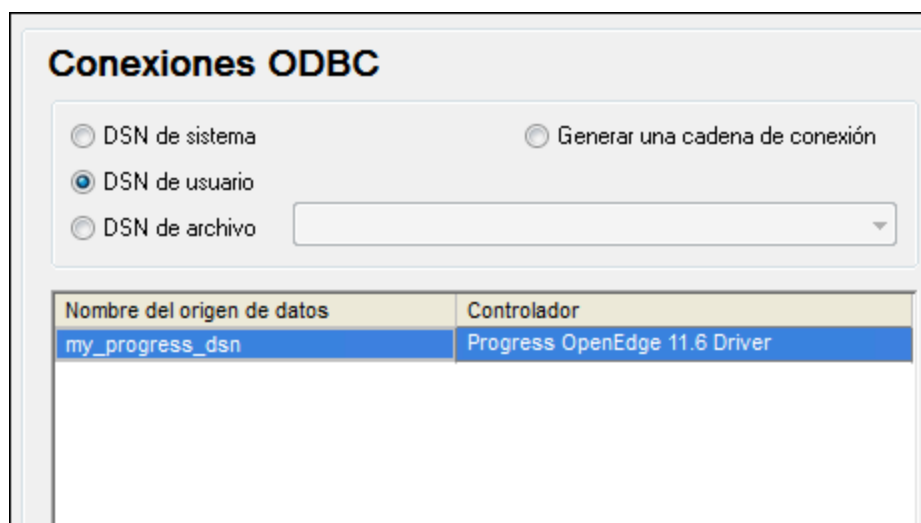 Conexiones ODBC
DSN de sistema
Generar una cadena de conexión
DSN de usuario
DSN de archivo
Nombre del origen de datos
Controlador
my_progress_dsn
Progress OpenEdge 11.6 Driver